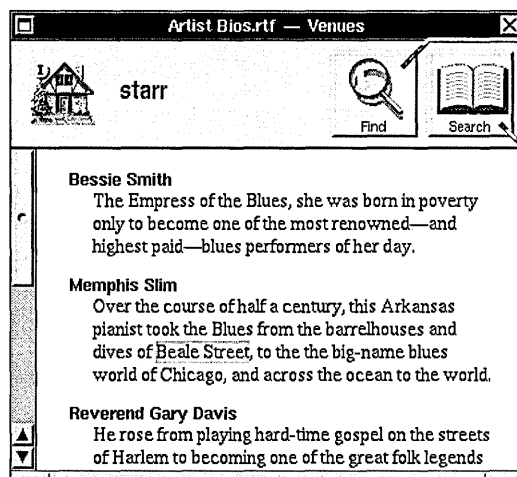 Artist Bios.rtf — Venues
starr
Find
Search
Bessie Smith
The Empress of the Blues, she was born in poverty
only to become one of the most renowned—and
highest paid—blues performers of her day.
Memphis Slim
Over the course of half a century, this Arkansas
pianist took the Blues from the barrelhouses and
dives of Beale Street, to the the big-name blues
world of Chicago, and across the ocean to the world.
Reverend Gary Davis
He rose from playing hard-time gospel on the streets
of Harlem to becoming one of the great folk legends